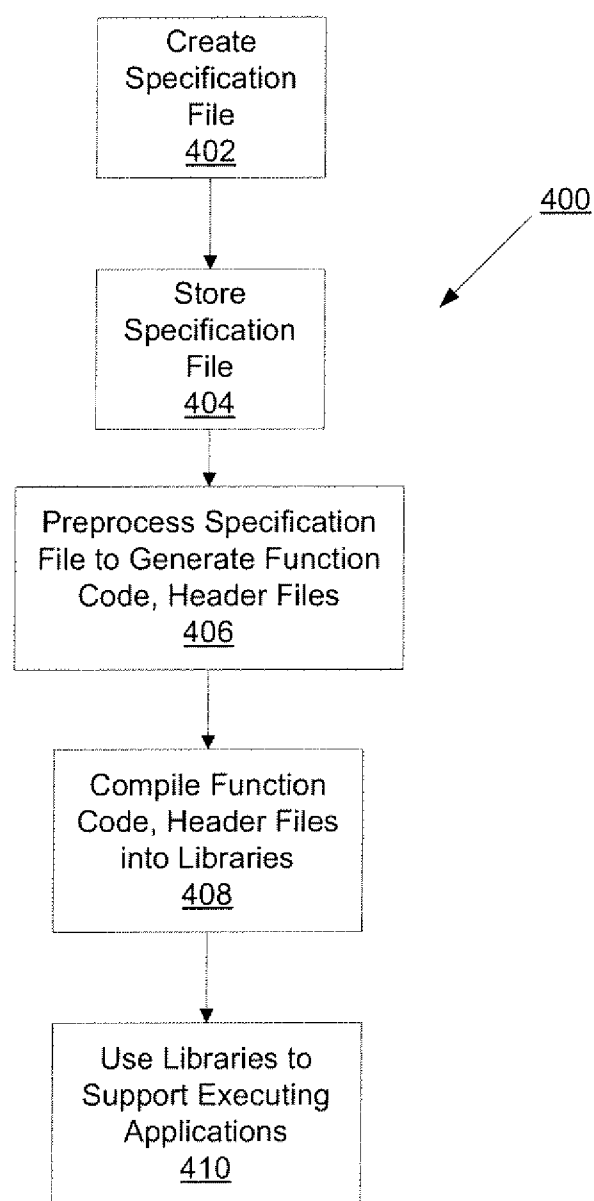 Create
Specification
File
402
400
Store
Specification
File
404
Preprocess Specification
File to Generate Function
Code, Header Files
406
Compile Function
Code, Header Files
into Libraries
408
Use Libraries to
Support Executing
Applications
410